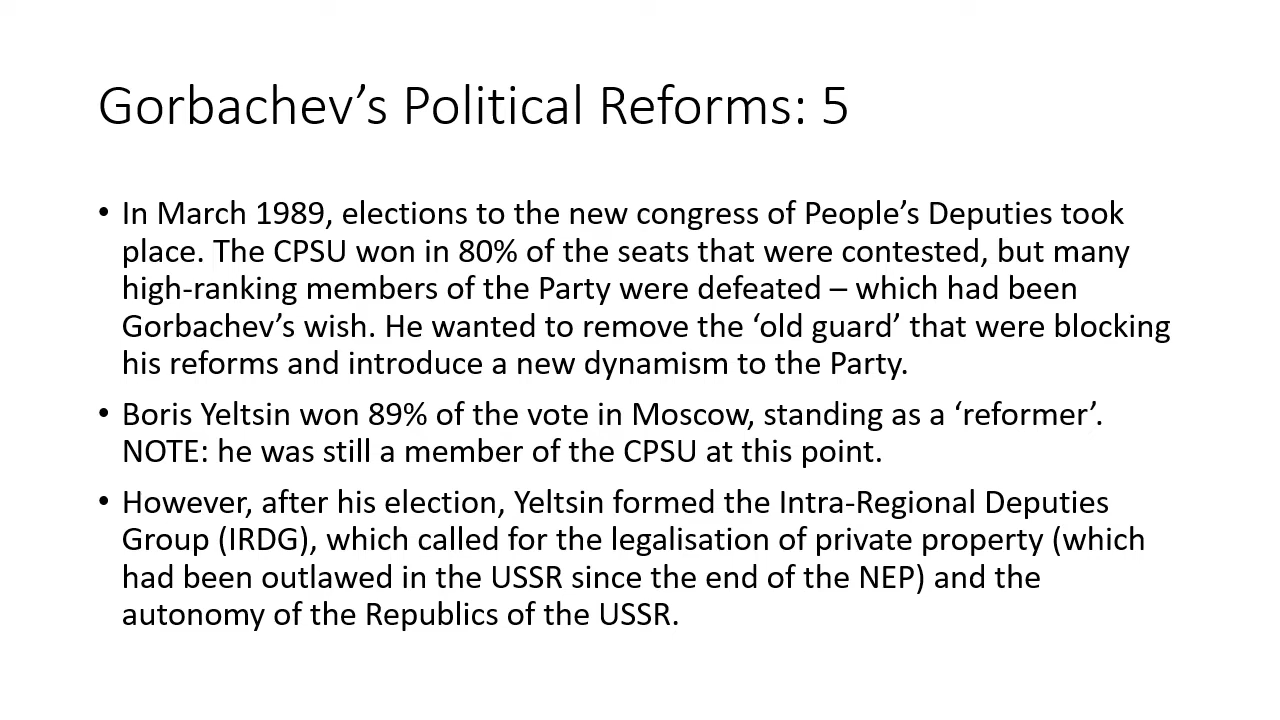 Gorbachev’s Political Reforms: 5
• In March 1989, elections to the new congress of People’s Deputies took
place. The CPSU won in 80% of the seats that were contested, but many
high-ranking members of the Party were defeated – which had been
Gorbachev’s wish. He wanted to remove the ‘old guard’ that were blocking
his reforms and introduce a new dynamism to the Party.
• Boris Yeltsin won 89% of the vote in Moscow, standing as a ‘reformer’.
NOTE: he was still a member of the CPSU at this point.
• However, after his election, Yeltsin formed the Intra-Regional Deputies
Group (IRDG), which called for the legalisation of private property (which
had been outlawed in the USSR since the end of the NEP) and the
autonomy of the Republics of the USSR.